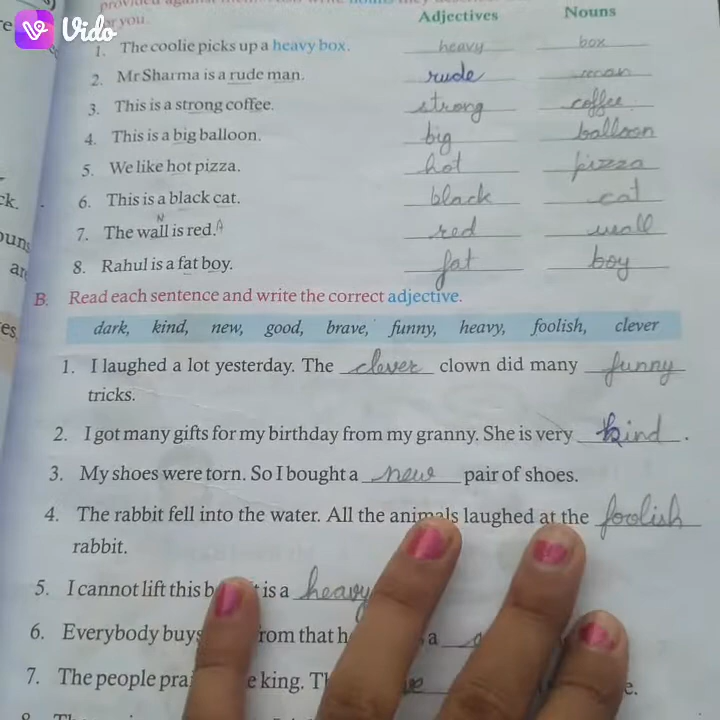 Vido
provided against
for you.
Adjectives Nouns
1. The coolie picks up a heavy box. heavy box
2. Mr Sharma is a rude man. rude man
3. This is a strong coffee. strong coffee
4. This is a big balloon. big balloon
5. We like hot pizza. hot pizza
6. This is a black cat. black cat
N A
7. The wall is red. red wall
8. Rahul is a fat boy. fat boy
B. Read each sentence and write the correct adjective.
dark, kind, new, good, brave, funny, heavy, foolish, clever
1. I laughed a lot yesterday. The clever clown did many funny
tricks.
2. I got many gifts for my birthday from my granny. She is very kind.
3. My shoes were torn. So I bought a new pair of shoes.
4. The rabbit fell into the water. All the animals laughed at the foolish
rabbit.
5. I cannot lift this is a heavy
6. Everybody buys from that a
7. The people king.